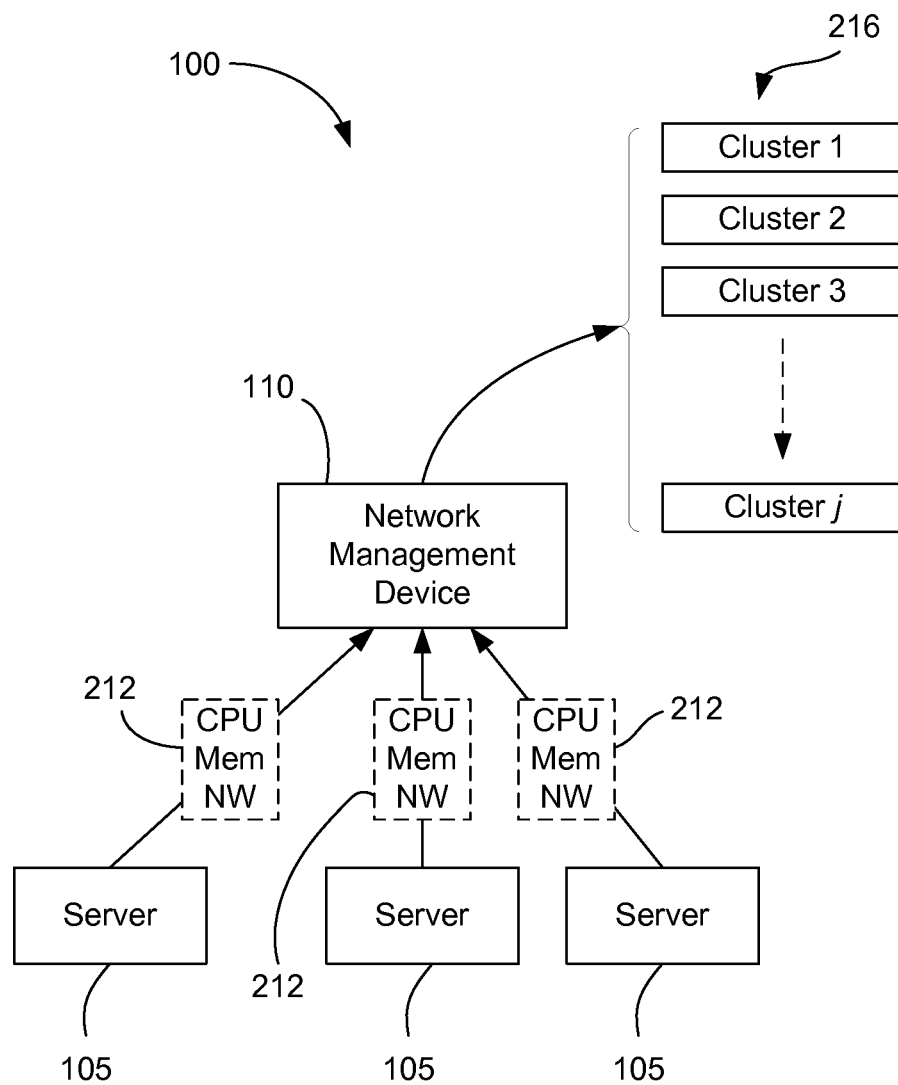 216
100
Cluster 1
Cluster 2
Cluster 3
110
Cluster j
Network
Management
Device
212
CPU
Mem
NW
CPU
Mem
NW
CPU
Mem
NW
212
Server
Server
Server
212
105
105
105